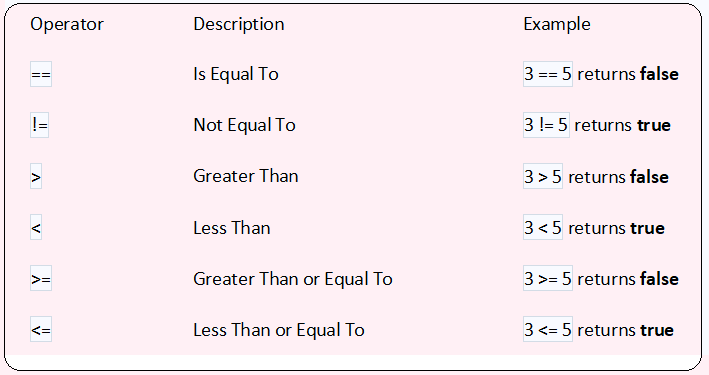 Operator Description Example
== Is Equal To 3 == 5 returns false
!= Not Equal To 3 != 5 returns true
> Greater Than 3 > 5 returns false
< Less Than 3 < 5 returns true
>= Greater Than or Equal To 3 >= 5 returns false
<= Less Than or Equal To 3 <= 5 returns true